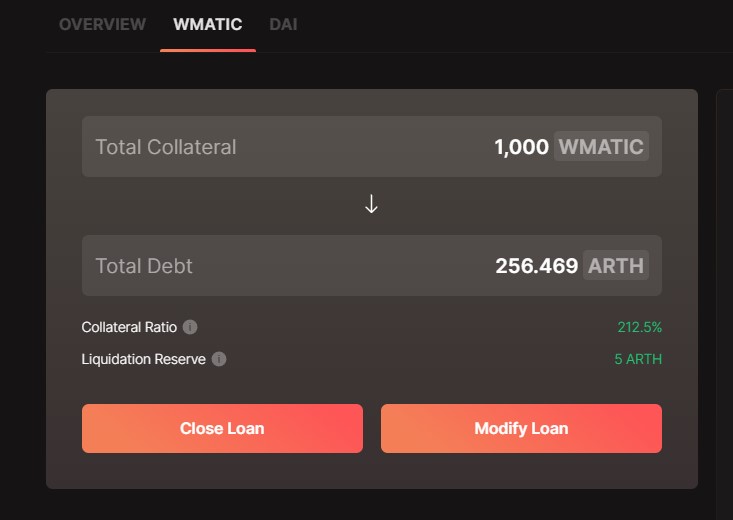 OVERVIEW WMATIC DAI
Total Collateral 1,000 WMATIC
↓
Total Debt 256.469 ARTH
Collateral Ratio i 212.5%
Liquidation Reserve i 5 ARTH
Close Loan Modify Loan